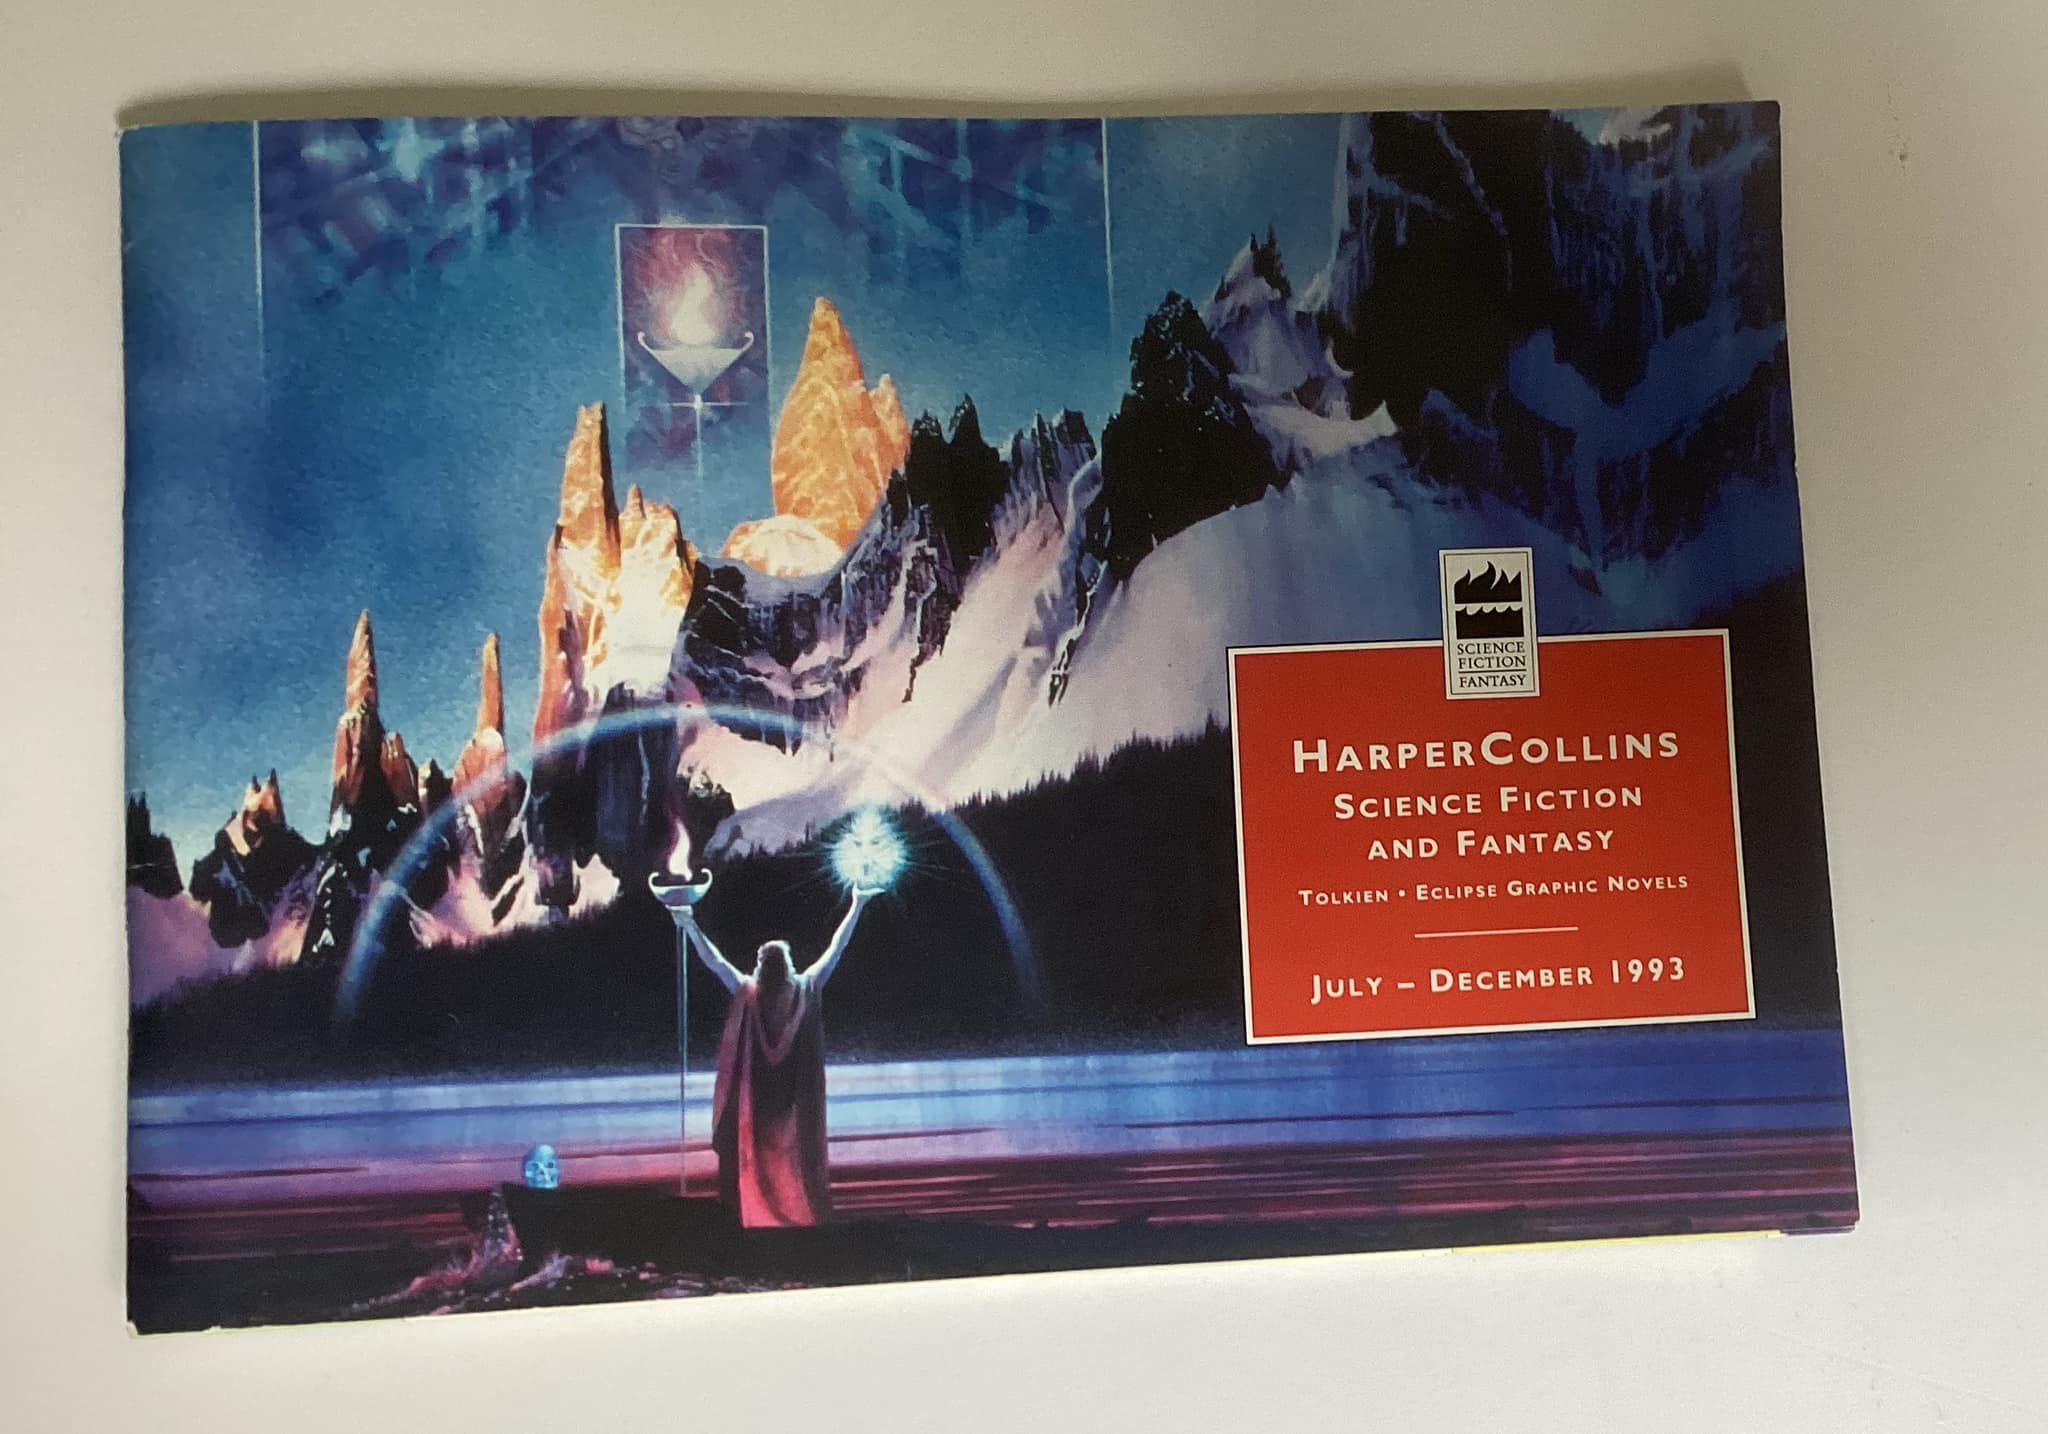 SCIENCE
FICTION
FANTASY
HARPERCOLLINS
SCIENCE FICTION
AND FANTASY
TOLKIEN • ECLIPSE GRAPHIC NOVELS
JULY – DECEMBER 1993